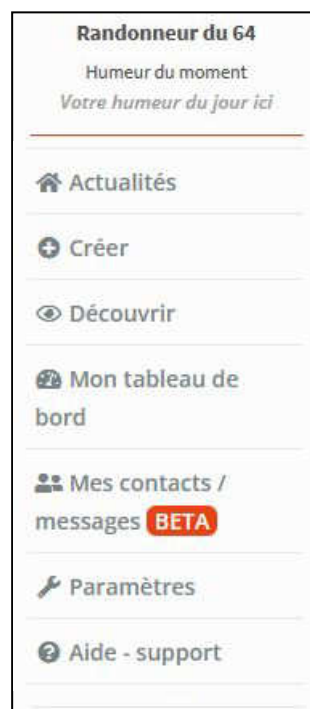 Randonneur du 64
Humeur du moment
Votre humeur du jour ici
Actualités
Créer
Découvrir
Mon tableau de
bord
Mes contacts /
messages BETA
Paramètres
Aide - support